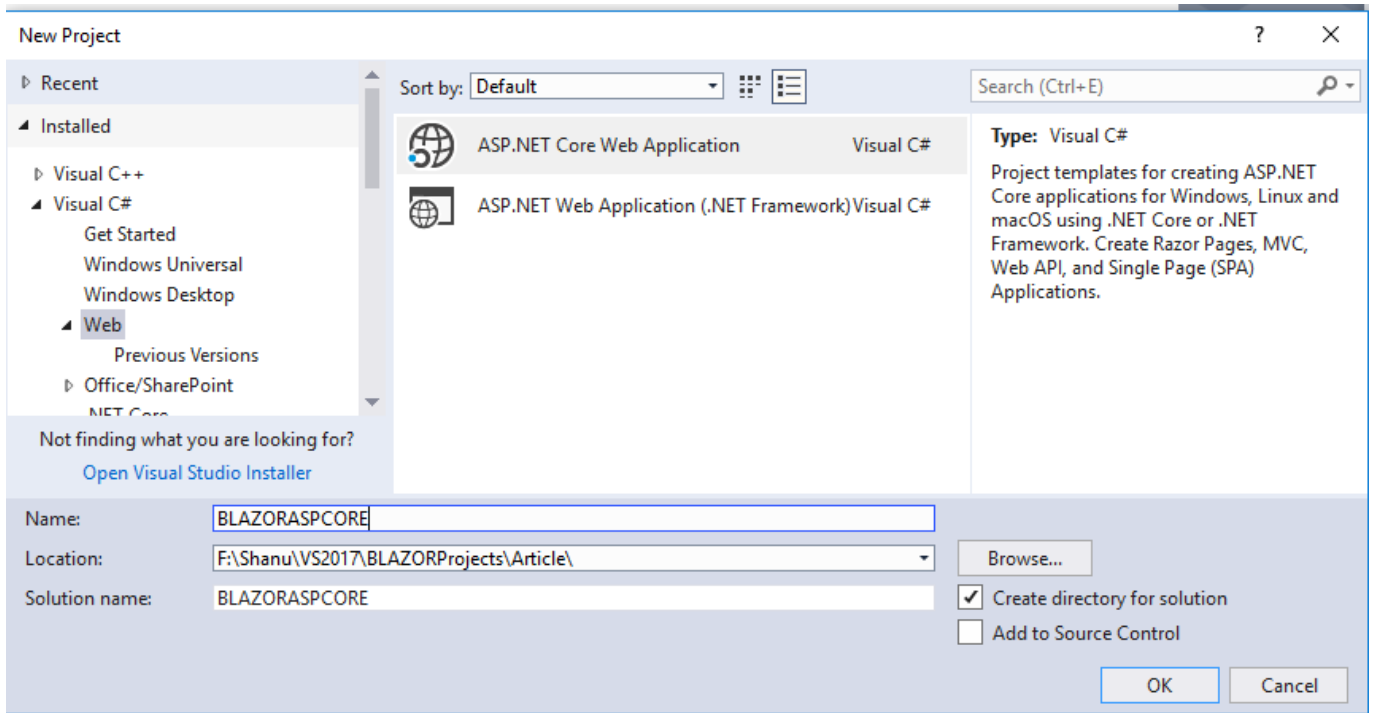 New Project
?
Recent
Installed
Visual C++
Visual C#
Get Started
Windows Universal
Windows Desktop
Web
Previous Versions
Office/SharePoint
.NET Core
Not finding what you are looking for?
Open Visual Studio Installer
Sort by: Default
ASP.NET Core Web Application Visual C#
ASP.NET Web Application (.NET Framework) Visual C#
Search (Ctrl+E)
Type: Visual C#
Project templates for creating ASP.NET
Core applications for Windows, Linux and
macOS using .NET Core or .NET
Framework. Create Razor Pages, MVC,
Web API, and Single Page (SPA)
Applications.
Name: BLAZORASPCORE
Location: F:\Shanu\VS2017\BLAZORProjects\Article\
Browse...
Solution name: BLAZORASPCORE
Create directory for solution
Add to Source Control
OK Cancel